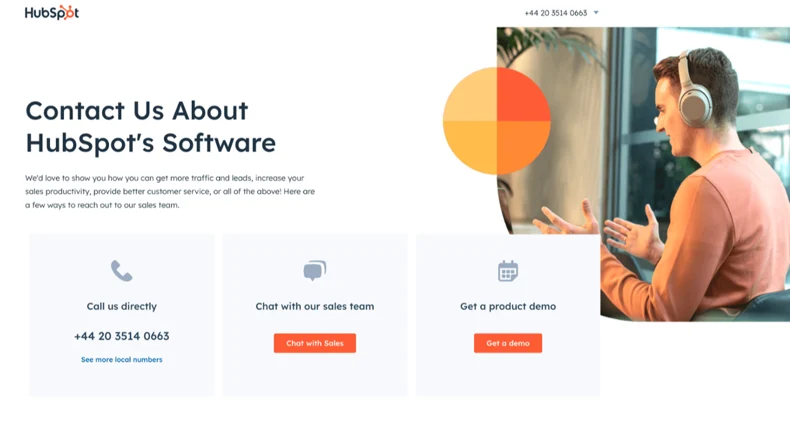 HubSpot
+44 20 3514 0663
Contact Us About
HubSpot's Software
We'd love to show you how you can get more traffic and leads, increase your
sales productivity, provide better customer service, or all of the above! Here are
a few ways to reach out to our sales team.
Call us directly
+44 20 3514 0663
See more local numbers
Chat with our sales team
Chat with Sales
Get a product demo
Get a demo